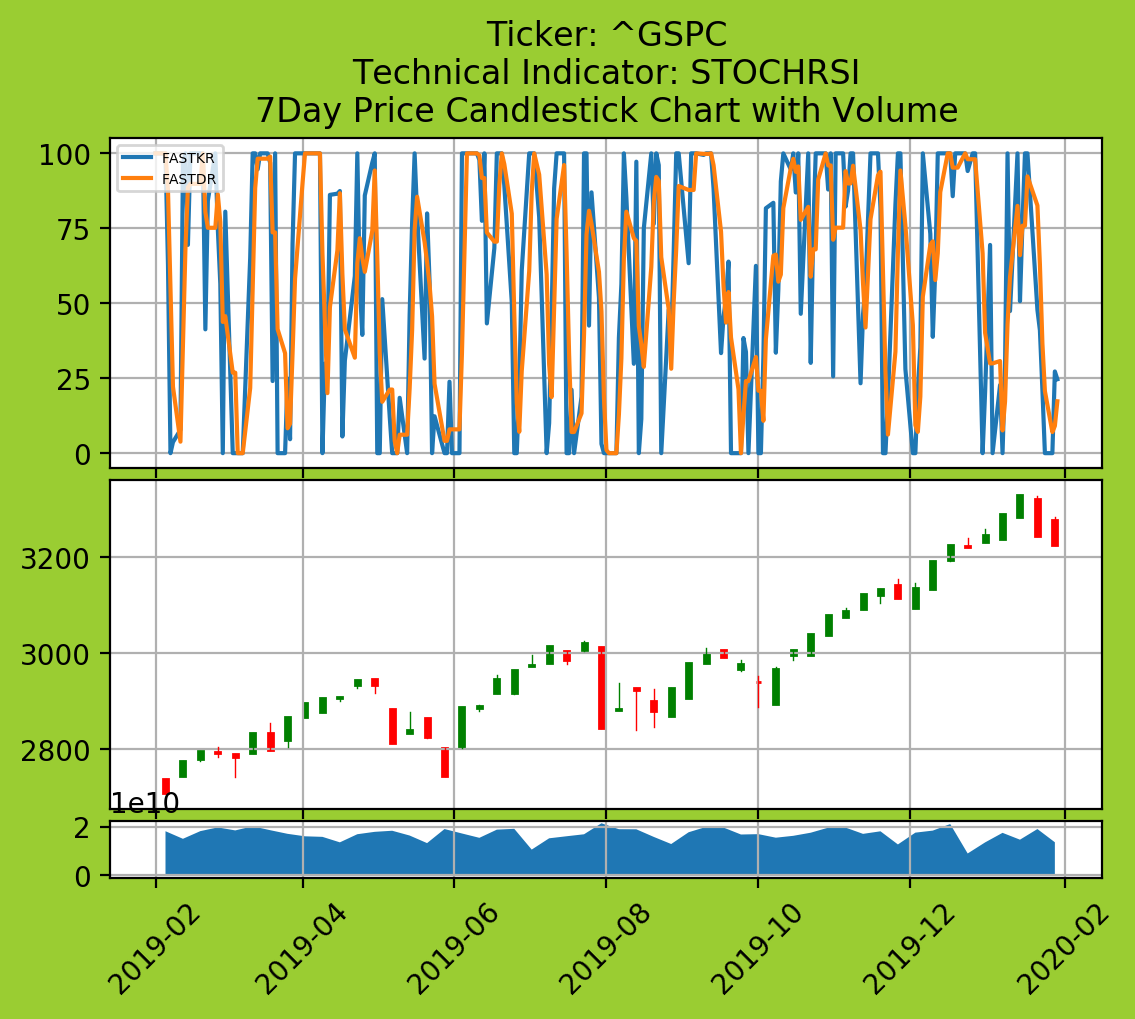 Ticker: ^GSPC
Technical Indicator: STOCHRSI
7Day Price Candlestick Chart with Volume
FASTKR
FASTDR
100
75
50
25
0
3200
3000
2800
1e10
2
0
2019-02
2019-04
2019-06
2019-08
2019-10
2019-12
2020-02